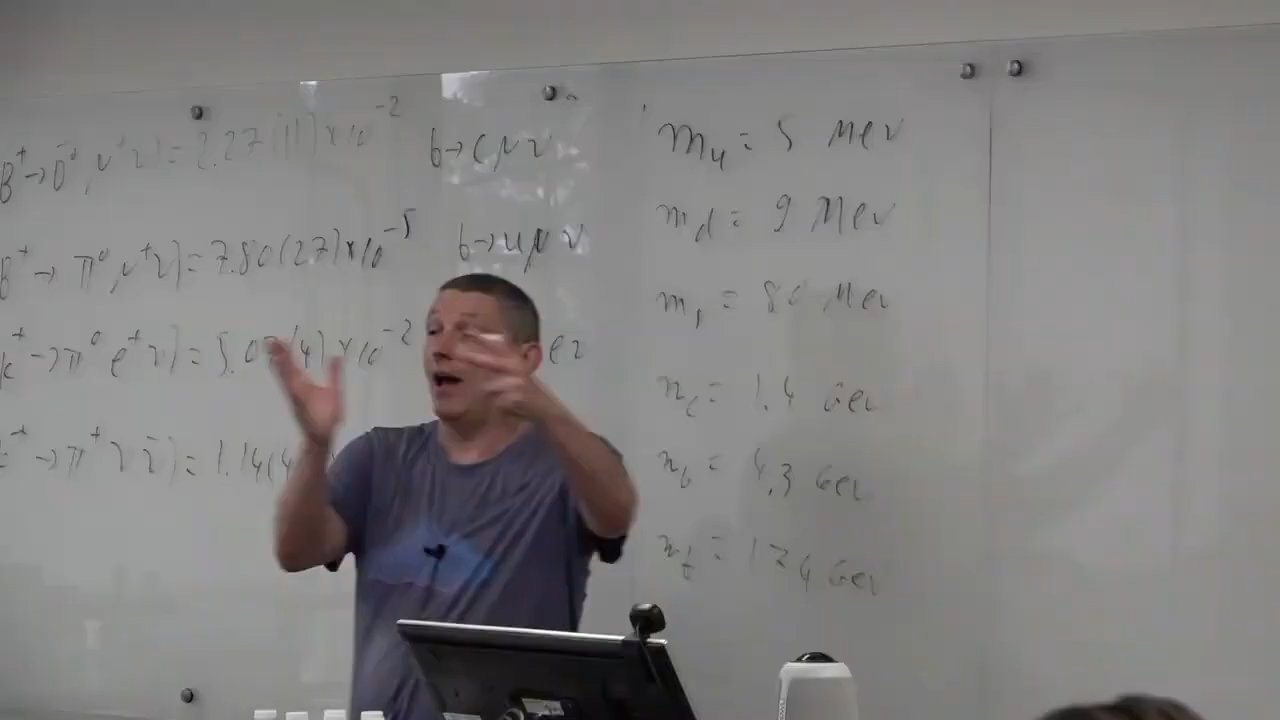 B⁺ → D̄⁰ μ⁺ν) = 2.27(11) × 10⁻² b → c μ ν
B⁺ → π⁰ μ⁺ν) = 7.80(27) × 10⁻⁵ b → u μ ν
K⁺ → π⁰ e⁺ν) = 5.07(4) × 10⁻² eν
K⁺ → π⁺ ν ν̄) = 1.14(4
m_u = 5 MeV
m_d = 9 MeV
m_s = 80 MeV
m_c = 1.4 GeV
m_b = 4.3 GeV
m_t = 174 GeV